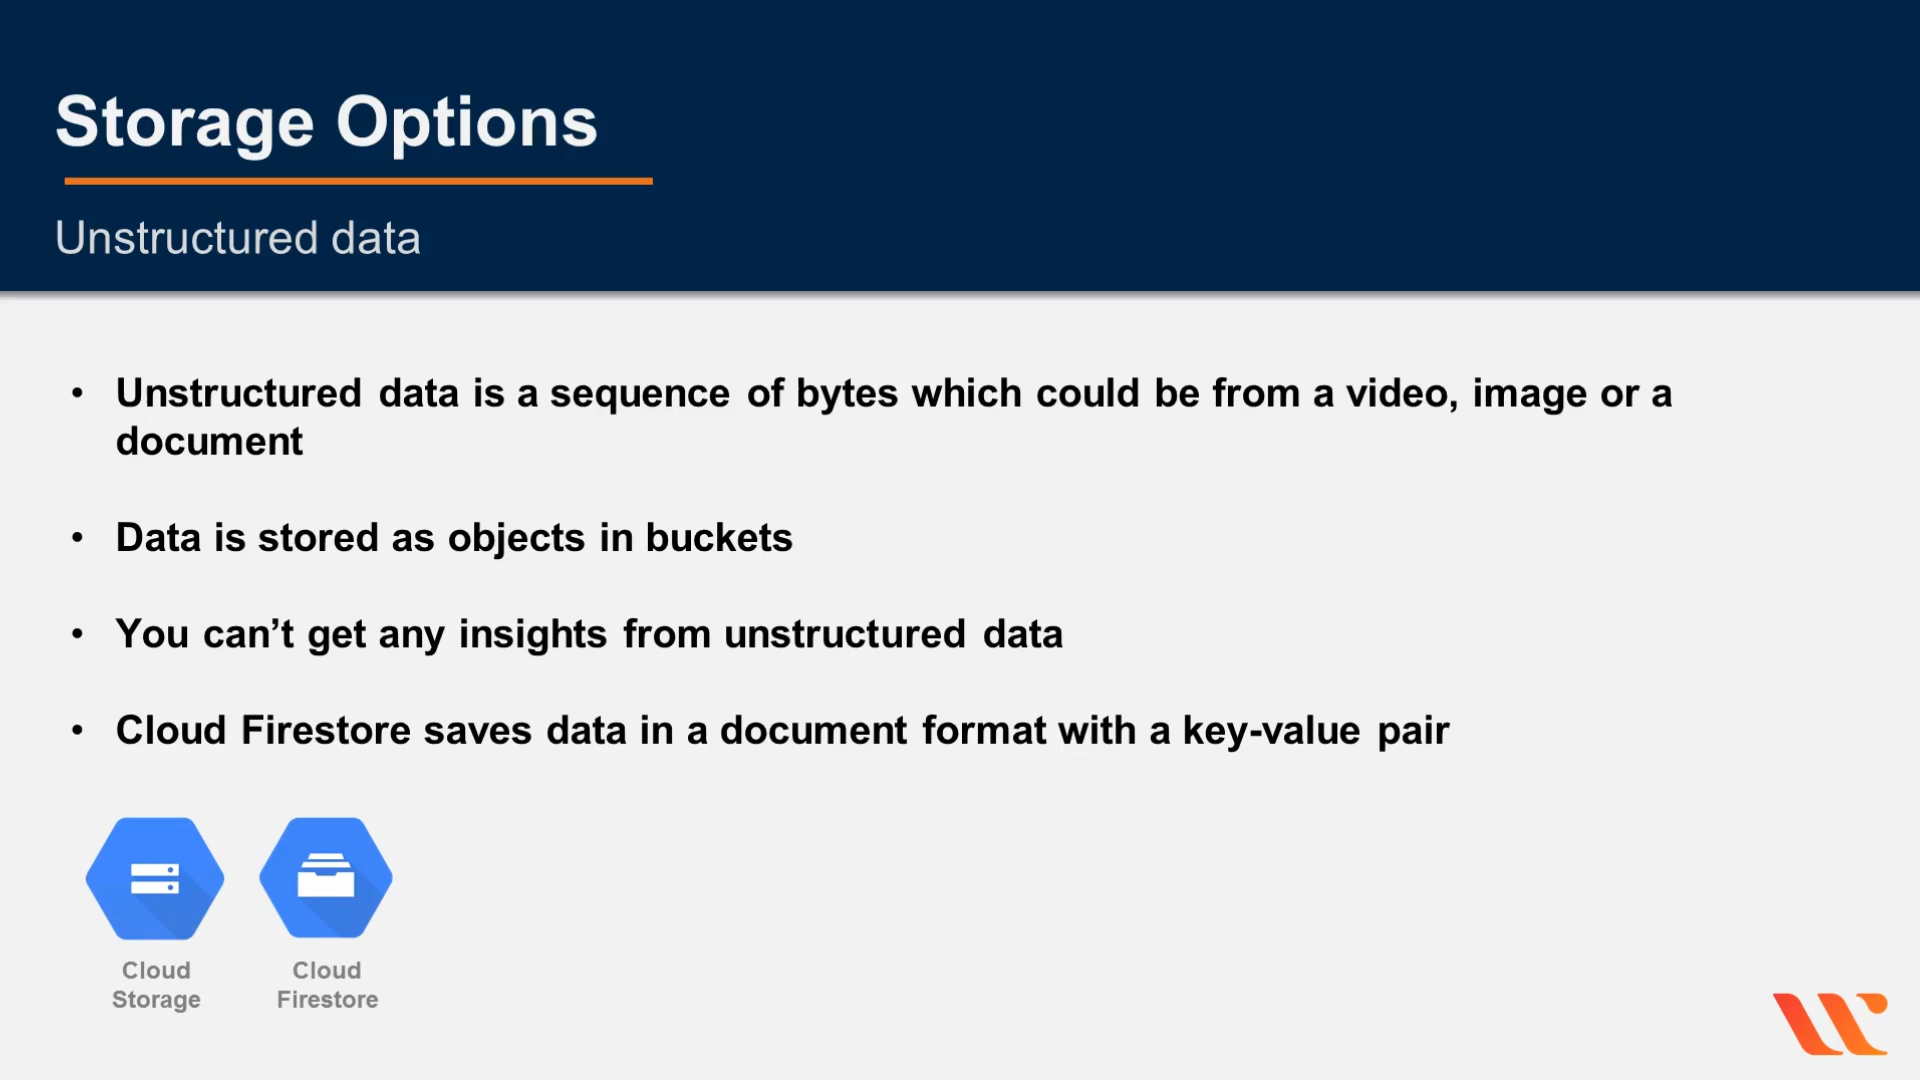 Storage Options
Unstructured data
• Unstructured data is a sequence of bytes which could be from a video, image or a
document
• Data is stored as objects in buckets
• You can’t get any insights from unstructured data
• Cloud Firestore saves data in a document format with a key-value pair
Cloud
Storage
Cloud
Firestore